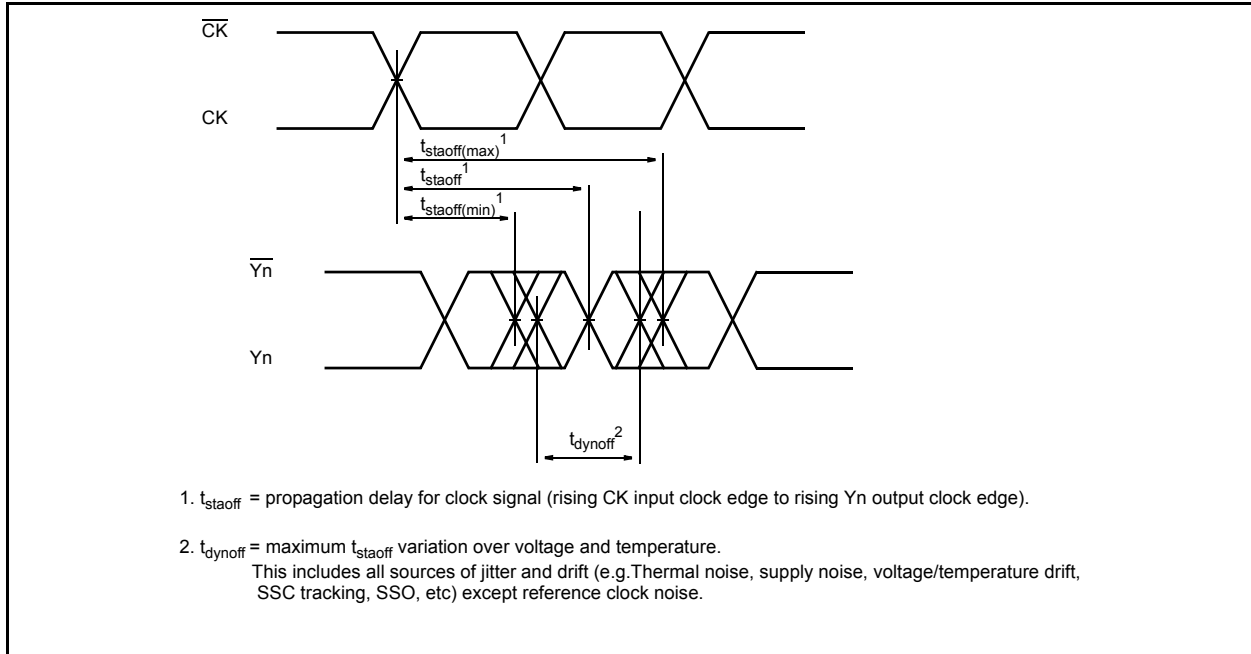 C̅K̅
CK
tstaoff(max)1
tstaoff1
tstaoff(min)1
Y̅n̅
Yn
tdynoff2
1. tstaoff = propagation delay for clock signal (rising CK input clock edge to rising Yn output clock edge).
2. tdynoff = maximum tstaoff variation over voltage and temperature.
This includes all sources of jitter and drift (e.g.Thermal noise, supply noise, voltage/temperature drift,
SSC tracking, SSO, etc) except reference clock noise.